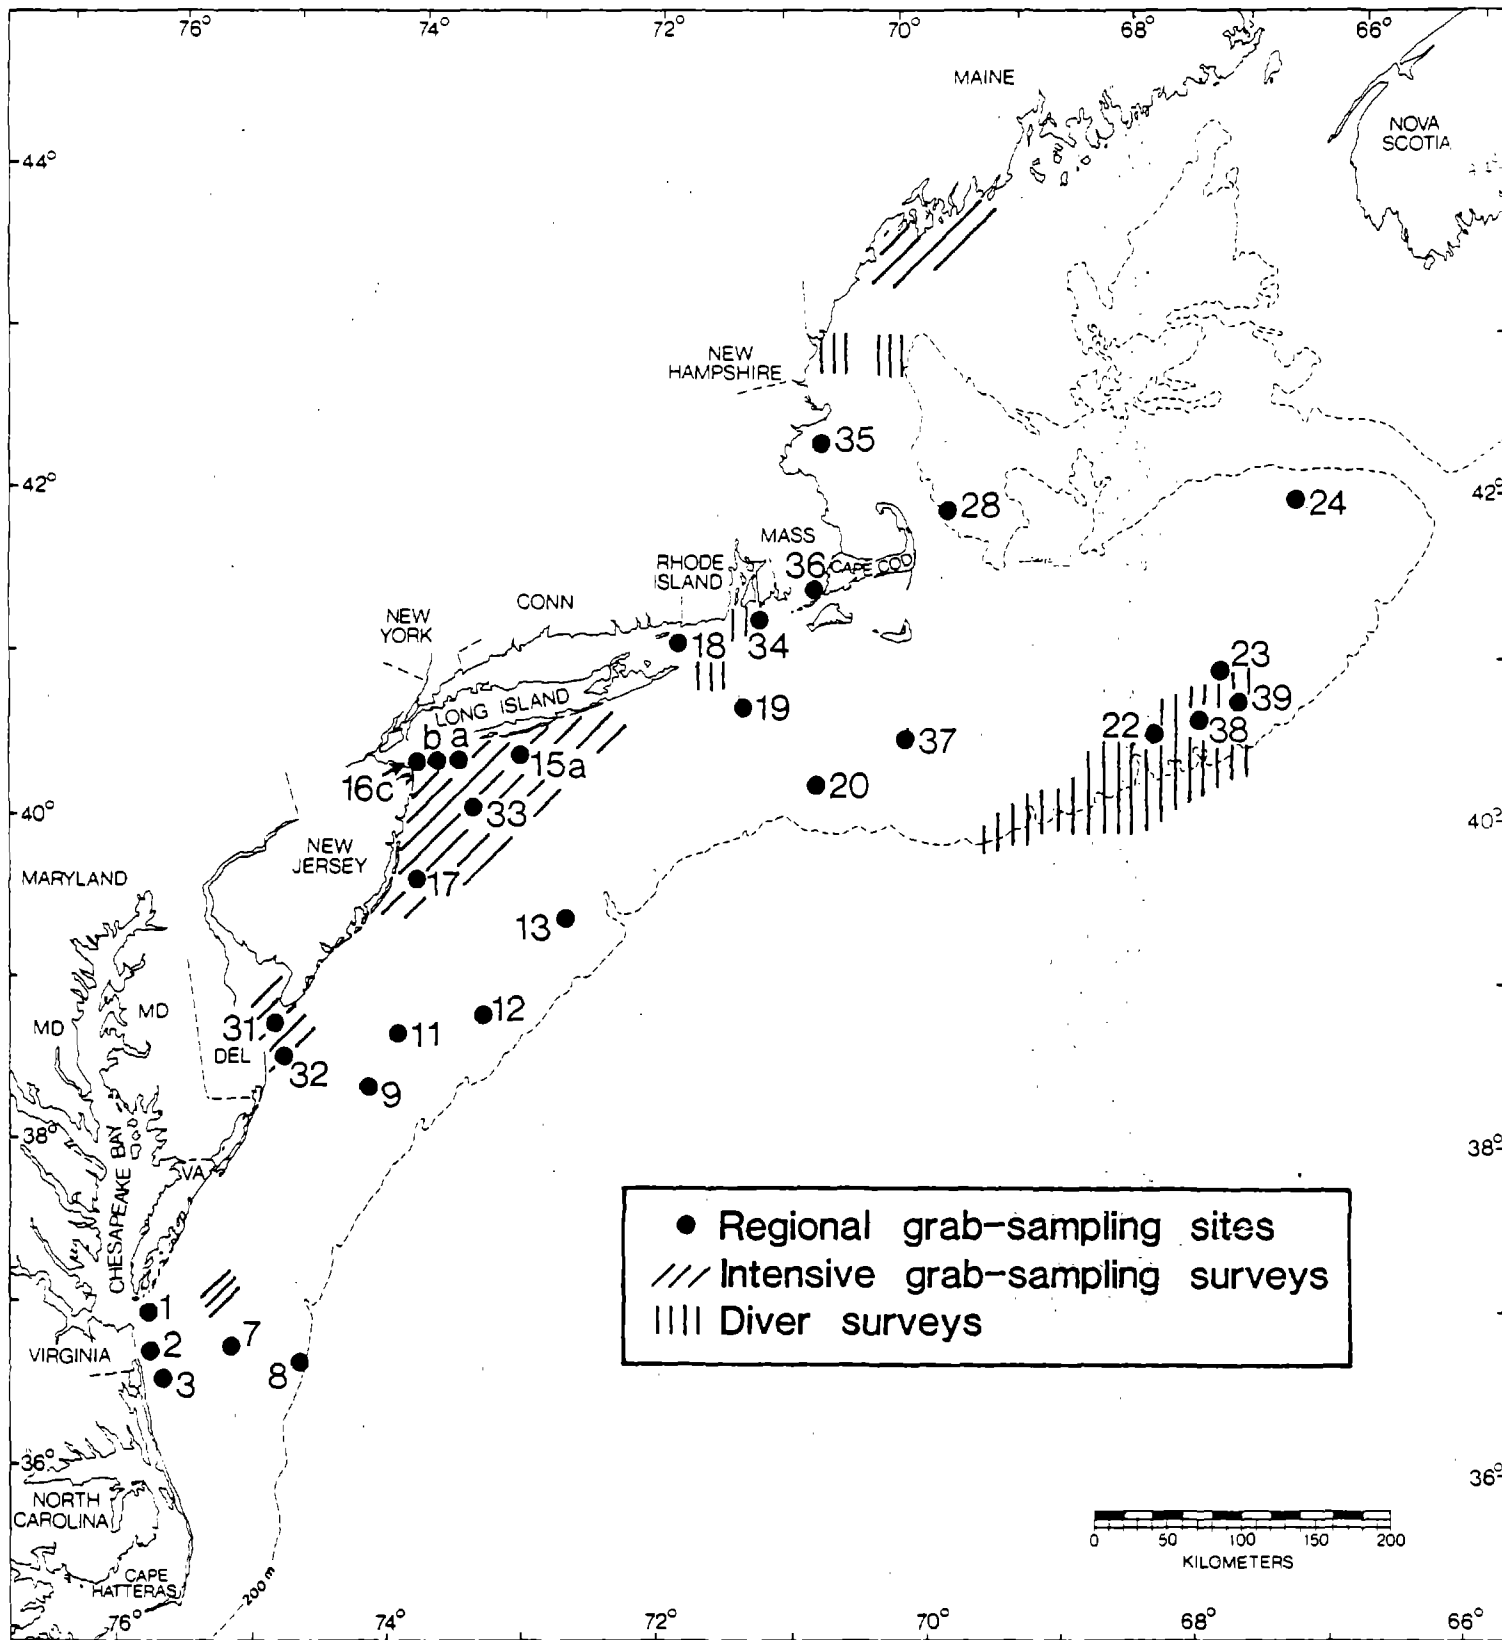 76° 74° 72° 70° 68° 66°
MAINE
NOVA
SCOTIA
44°
NEW
HAMPSHIRE
35
42°
28
24
42°
MASS
RHODE
ISLAND
36
CAPE COD
CONN
NEW
YORK
18
34
23
LONG ISLAND
39
19
22
38
b a
37
15a
16c
20
33
40°
40°
NEW
JERSEY
MARYLAND
17
13
MD
MD
12
31
11
DEL
32
9
38°
CHESAPEAKE BAY
VA
38°
Regional grab-sampling sites
Intensive grab-sampling surveys
Diver surveys
1
7
2
VIRGINIA
8
3
36°
36°
NORTH
CAROLINA
0 50 100 150 200
KILOMETERS
CAPE
HATTERAS
200 m
76° 74° 72° 70° 68° 66°